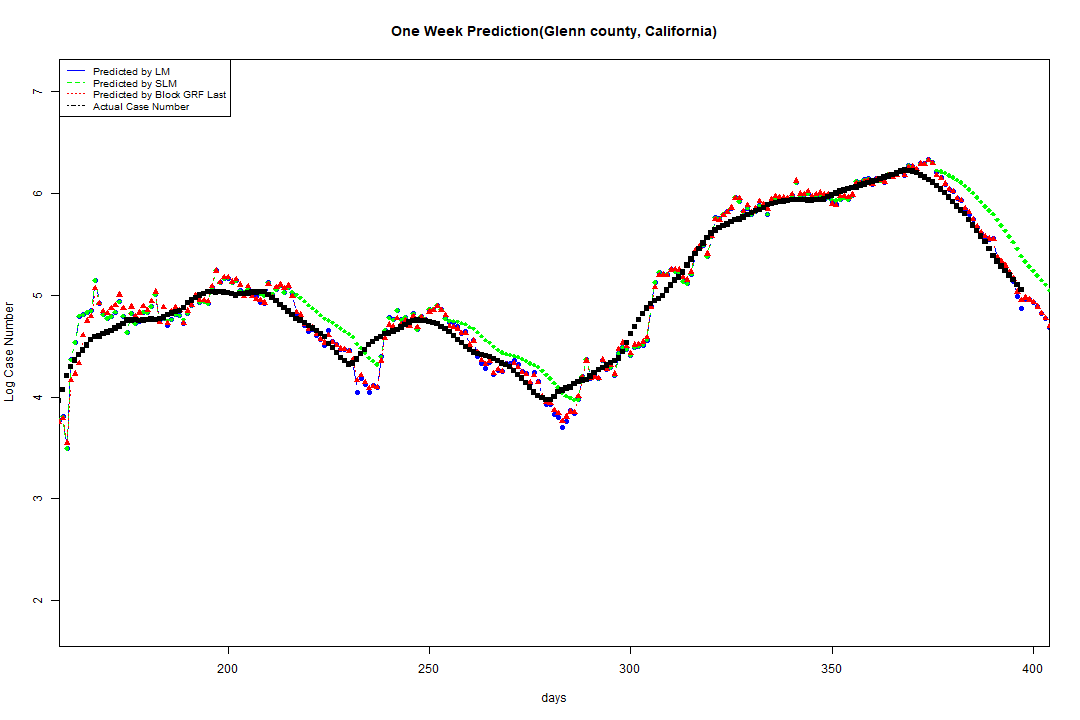 One Week Prediction(Glenn county, California)
Predicted by LM
Predicted by SLM
Predicted by Block GRF Last
Actual Case Number
7
6
5
4
3
2
Log Case Number
200 250 300 350 400
days